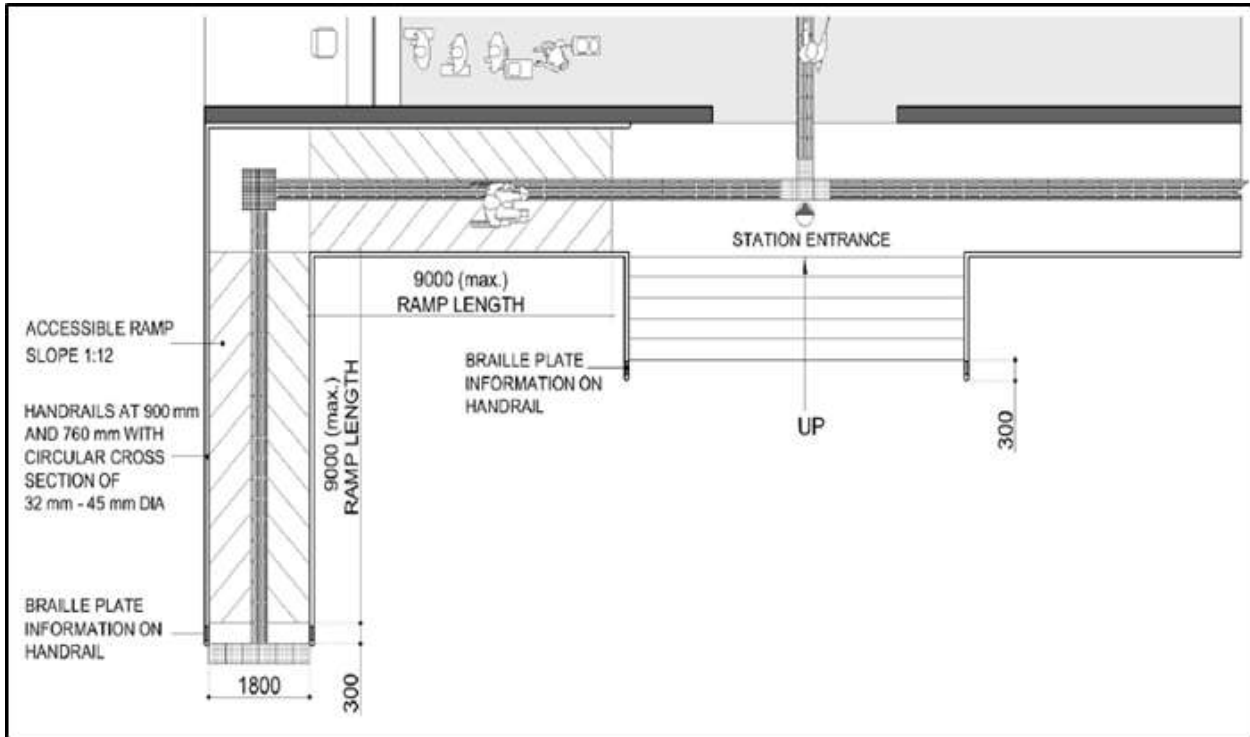 STATION ENTRANCE
9000 (max.)
RAMP LENGTH
ACCESSIBLE RAMP
SLOPE 1:12
BRAILLE PLATE
INFORMATION ON
HANDRAIL
UP
300
HANDRAILS AT 900 mm
AND 760 mm WITH
CIRCULAR CROSS
SECTION OF
32 mm - 45 mm DIA
9000 (max.)
RAMP LENGTH
BRAILLE PLATE
INFORMATION ON
HANDRAIL
1800
300